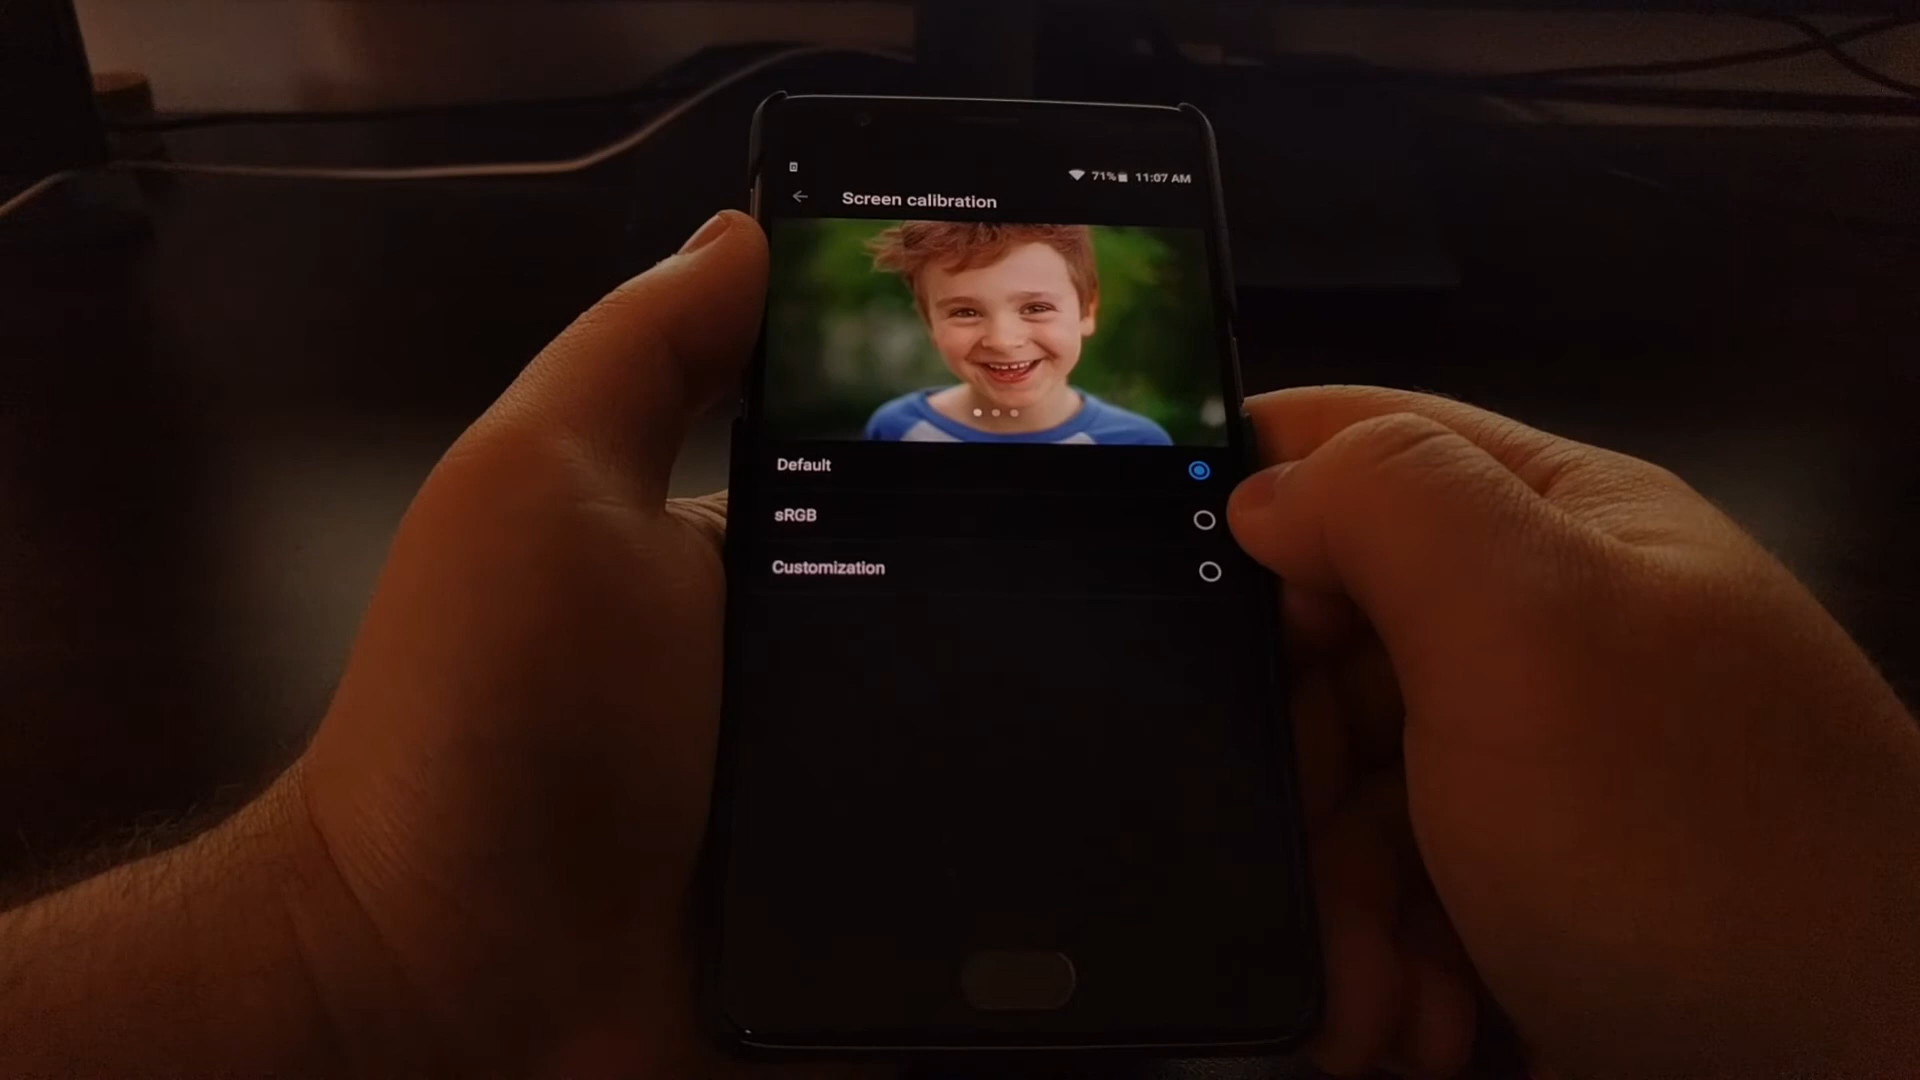 71% 11:07 AM
Screen calibration
Default
sRGB
Customization